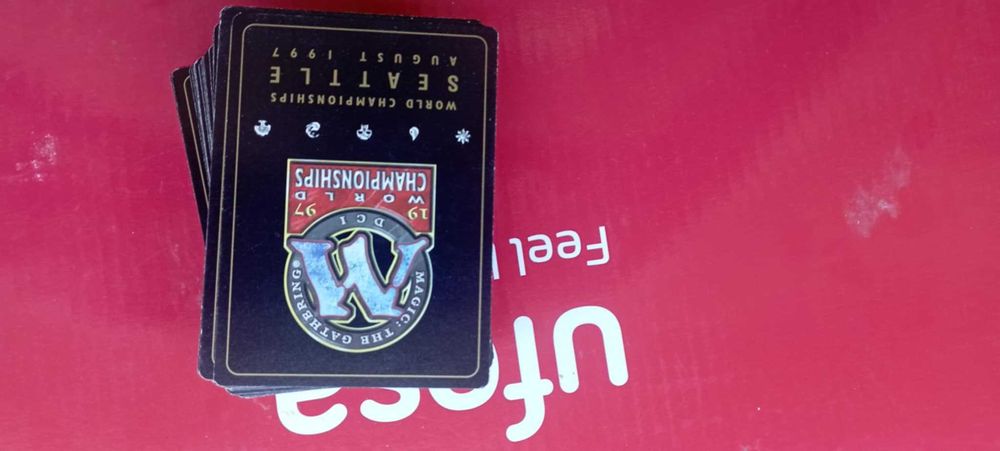 MAGIC: THE GATHERING®
DCI
19 97
WORLD
CHAMPIONSHIPS
WORLD CHAMPIONSHIPS
SEATTLE
AUGUST 1997
ufesa
Feel